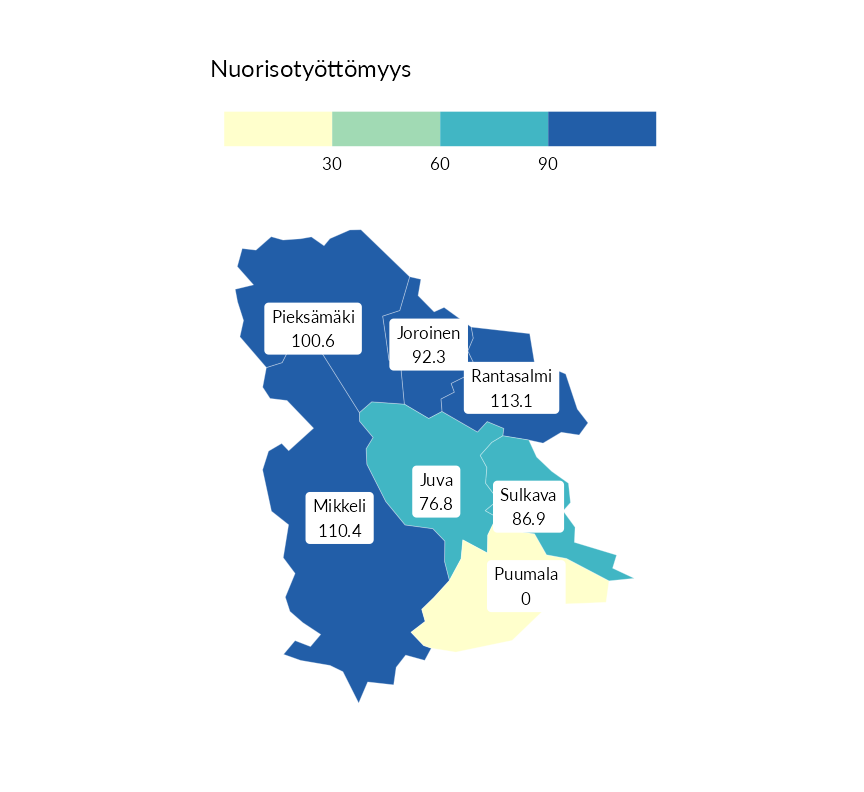 Nuorisotyöttömyys
30
60
90
Pieksämäki
100.6
Joroinen
92.3
Rantasalmi
113.1
Juva
76.8
Sulkava
86.9
Mikkeli
110.4
Puumala
0